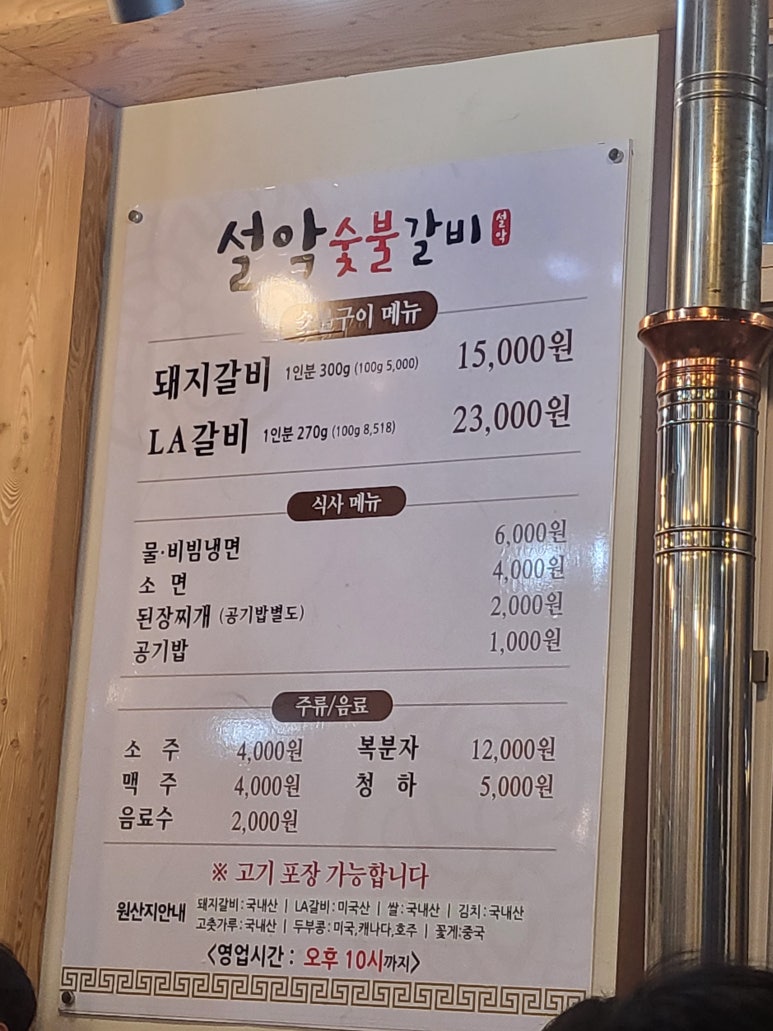 설악숯불갈비 설악
숯불구이 메뉴
돼지갈비 1인분 300g (100g 5,000) 15,000원
LA갈비 1인분 270g (100g 8,518) 23,000원
식사 메뉴
물·비빔냉면 6,000원
소 면 4,000원
된장찌개 (공기밥별도) 2,000원
공기밥 1,000원
주류/음료
소 주 4,000원 복분자 12,000원
맥 주 4,000원 청 하 5,000원
음료수 2,000원
※ 고기 포장 가능합니다
원산지안내 돼지갈비:국내산 | LA갈비:미국산 | 쌀:국내산 | 김치:국내산
고춧가루:국내산 | 두부콩:미국,캐나다,호주 | 꽃게:중국
<영업시간 : 오후 10시까지>